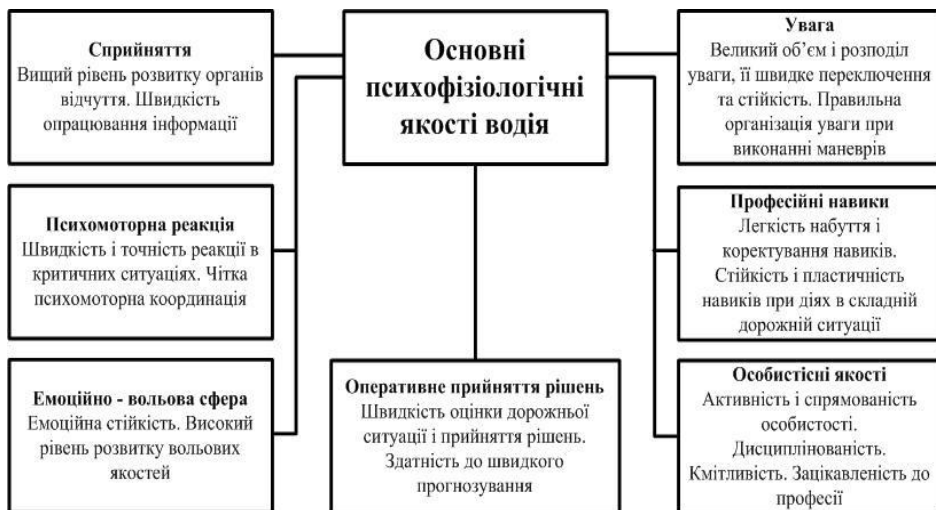 Основні
психофізіологічні
якості водія
Сприйняття
Вищий рівень розвитку органів
відчуття. Швидкість
опрацювання інформації
Психомоторна реакція
Швидкість і точність реакції в
критичних ситуаціях. Чітка
психомоторна координація
Емоційно - вольова сфера
Емоційна стійкість. Високий
рівень розвитку вольових
якостей
Оперативне прийняття рішень
Швидкість оцінки дорожньої
ситуації і прийняття рішень.
Здатність до швидкого
прогнозування
Увага
Великий об’єм і розподіл
уваги, її швидке переключення
та стійкість. Правильна
організація уваги при
виконанні маневрів
Професійні навики
Легкість набуття і
коректування навиків.
Стійкість і пластичність
навиків при діях в складній
дорожній ситуації
Особистісні якості
Активність і спрямованість
особистості.
Дисциплінованість.
Кмітливість. Зацікавленість до
професії